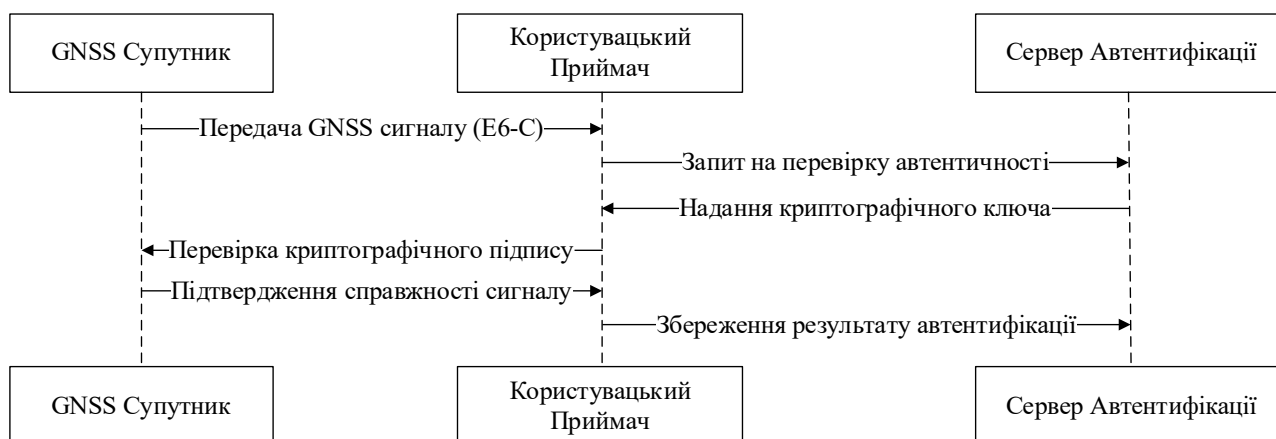 GNSS Супутник
Користувацький
Приймач
Сервер Автентифікації
Передача GNSS сигналу (E6-C)
Запит на перевірку автентичності
Надання криптографічного ключа
Перевірка криптографічного підпису
Підтвердження справжності сигналу
Збереження результату автентифікації
GNSS Супутник
Користувацький
Приймач
Сервер Автентифікації